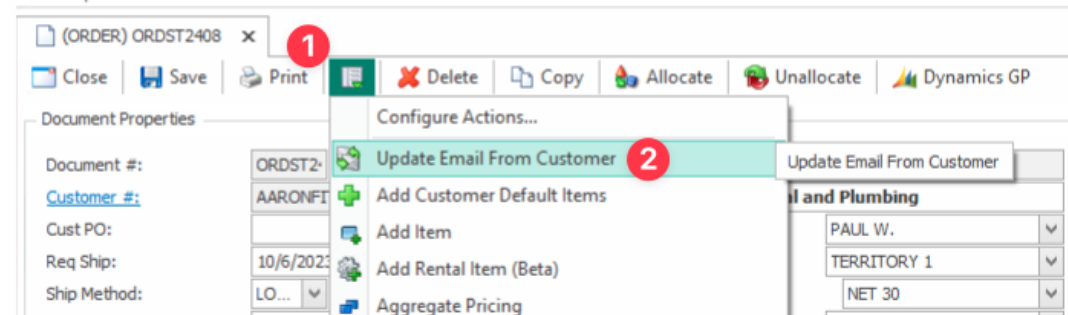 (ORDER) ORDST2408
1
Close Save Print Delete Copy Allocate Unallocate Dynamics GP
Document Properties
Configure Actions...
Document #: ORDST2 Update Email From Customer 2 Update Email From Customer
Customer #: AARONFI Add Customer Default Items al and Plumbing
Cust PO: Add Item PAUL W.
Req Ship: 10/6/2023 Add Rental Item (Beta) TERRITORY 1
Ship Method: LO... Aggregate Pricing NET 30